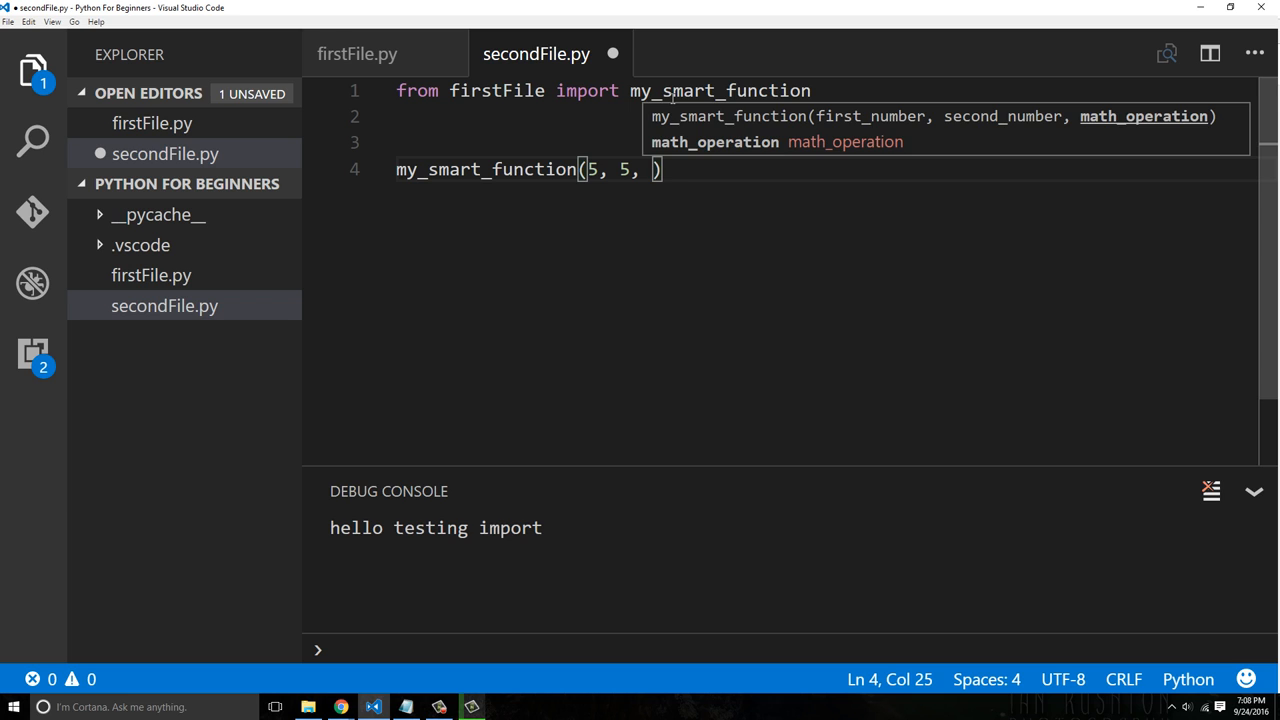 secondFile.py - Python For Beginners - Visual Studio Code
File Edit View Go Help
EXPLORER
OPEN EDITORS 1 UNSAVED
firstFile.py
secondFile.py
PYTHON FOR BEGINNERS
__pycache__
.vscode
firstFile.py
secondFile.py
1
2
firstFile.py secondFile.py
1 from firstFile import my_smart_function
2
3
4 my_smart_function(5, 5, )
my_smart_function(first_number, second_number, math_operation)
math_operation math_operation
DEBUG CONSOLE
hello testing import
0 0
Ln 4, Col 25 Spaces: 4 UTF-8 CRLF Python
I'm Cortana. Ask me anything.
7:08 PM
9/24/2016